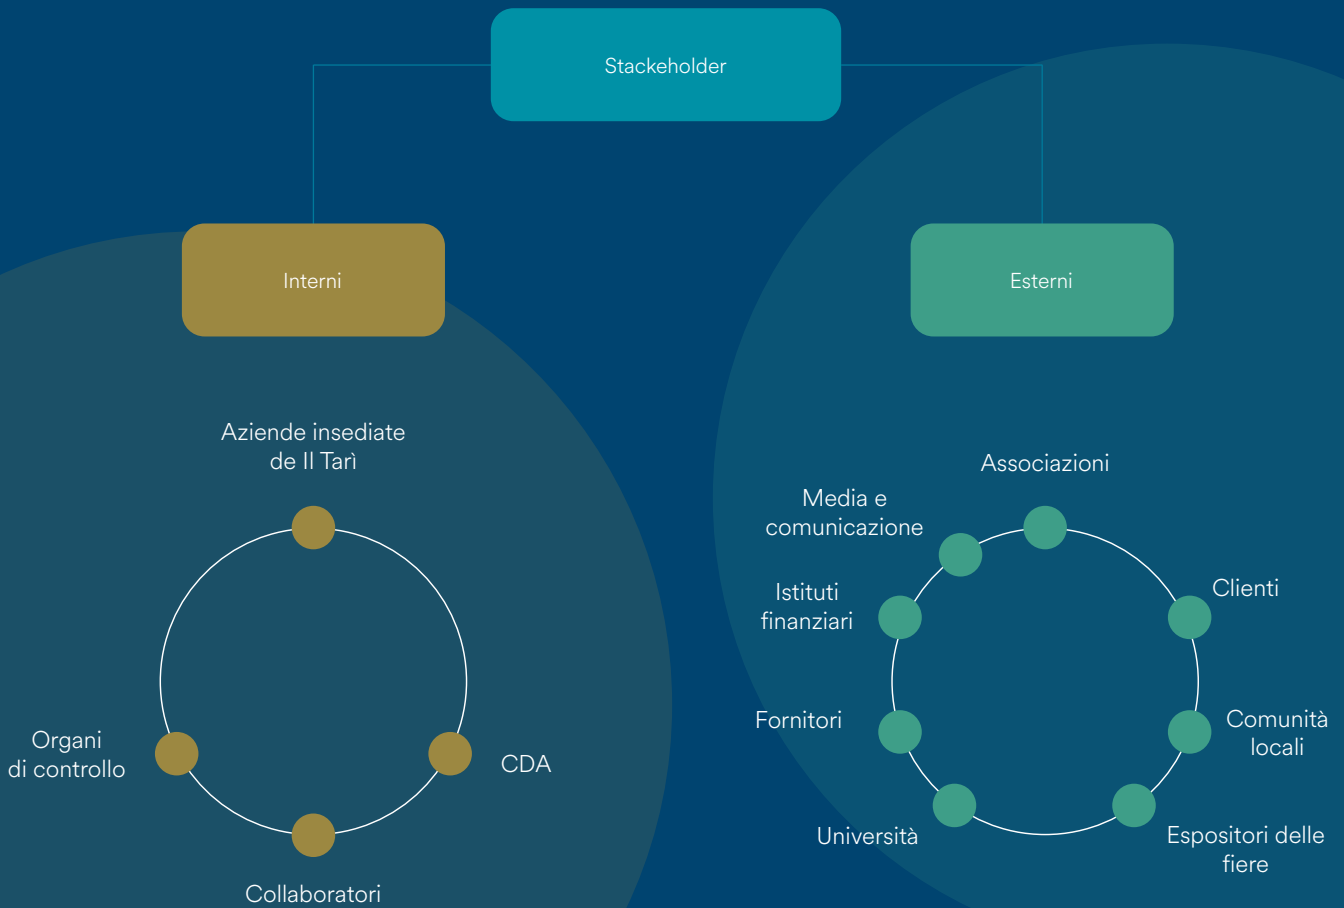 Stackeholder
Interni
Esterni
Aziende insediate
de Il Tarì
Organi
di controllo
CDA
Collaboratori
Associazioni
Media e
comunicazione
Clienti
Istituti
finanziari
Fornitori
Comunità
locali
Università
Espositori delle
fiere